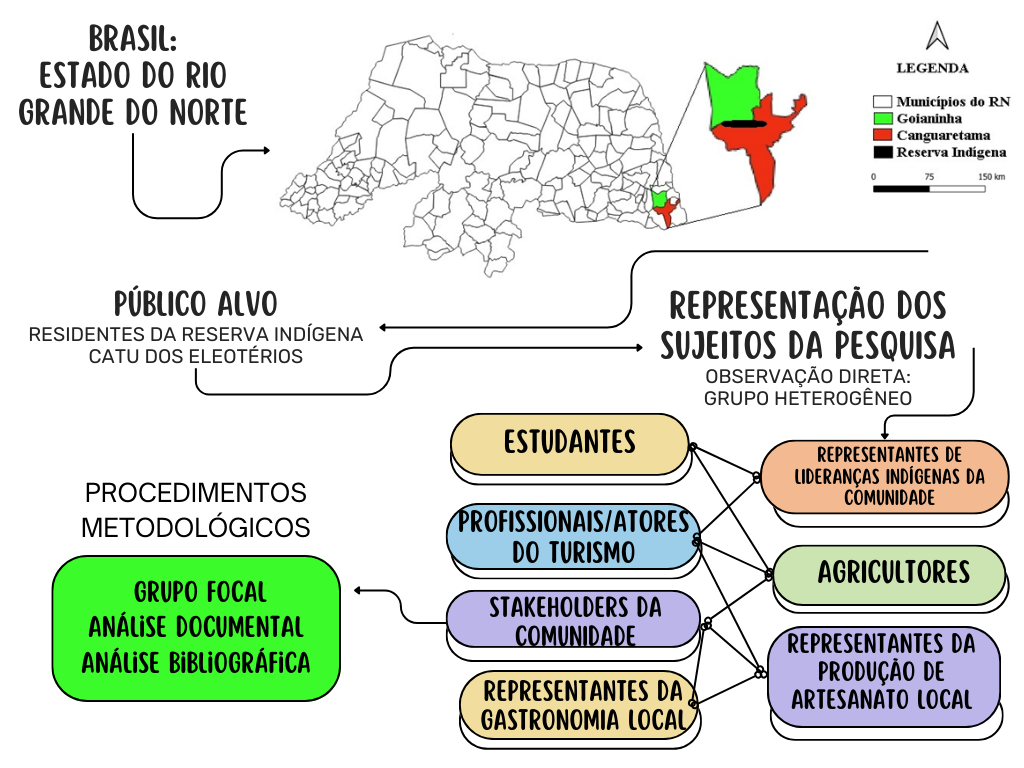 BRASIL:
ESTADO DO RIO
GRANDE DO NORTE
LEGENDA
Municípios do RN
Goianinha
Canguaretama
Reserva Indígena
0 75 150 km
PÚBLICO ALVO
RESIDENTES DA RESERVA INDÍGENA
CATU DOS ELEOTÉRIOS
REPRESENTAÇÃO DOS
SUJEITOS DA PESQUISA
OBSERVAÇÃO DIRETA:
GRUPO HETEROGÊNEO
ESTUDANTES
PROFISSIONAIS/ATORES
DO TURISMO
STAKEHOLDERS DA
COMUNIDADE
REPRESENTANTES DA
GASTRONOMIA LOCAL
REPRESENTANTES DE
LIDERANÇAS INDÍGENAS DA
COMUNIDADE
AGRICULTORES
REPRESENTANTES DA
PRODUÇÃO DE
ARTESANATO LOCAL
PROCEDIMENTOS
METODOLÓGICOS
GRUPO FOCAL
ANÁLISE DOCUMENTAL
ANÁLISE BIBLIOGRÁFICA